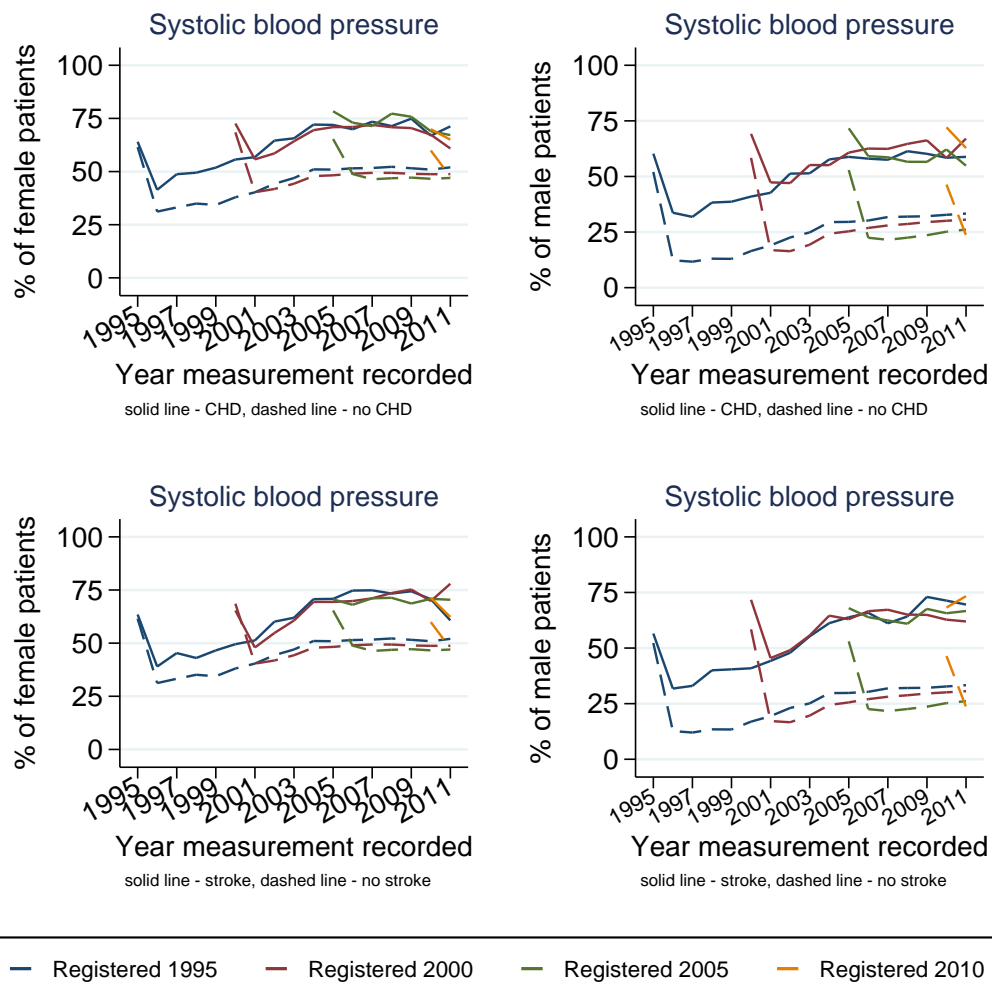 Systolic blood pressure
% of female patients
100
75
50
25
0
1995 1997 1999 2001 2003 2005 2007 2009 2011
Year measurement recorded
solid line - CHD, dashed line - no CHD
Systolic blood pressure
% of male patients
100
75
50
25
0
1995 1997 1999 2001 2003 2005 2007 2009 2011
Year measurement recorded
solid line - CHD, dashed line - no CHD
Systolic blood pressure
% of female patients
100
75
50
25
0
1995 1997 1999 2001 2003 2005 2007 2009 2011
Year measurement recorded
solid line - stroke, dashed line - no stroke
Systolic blood pressure
% of male patients
100
75
50
25
0
1995 1997 1999 2001 2003 2005 2007 2009 2011
Year measurement recorded
solid line - stroke, dashed line - no stroke
Registered 1995 Registered 2000 Registered 2005 Registered 2010